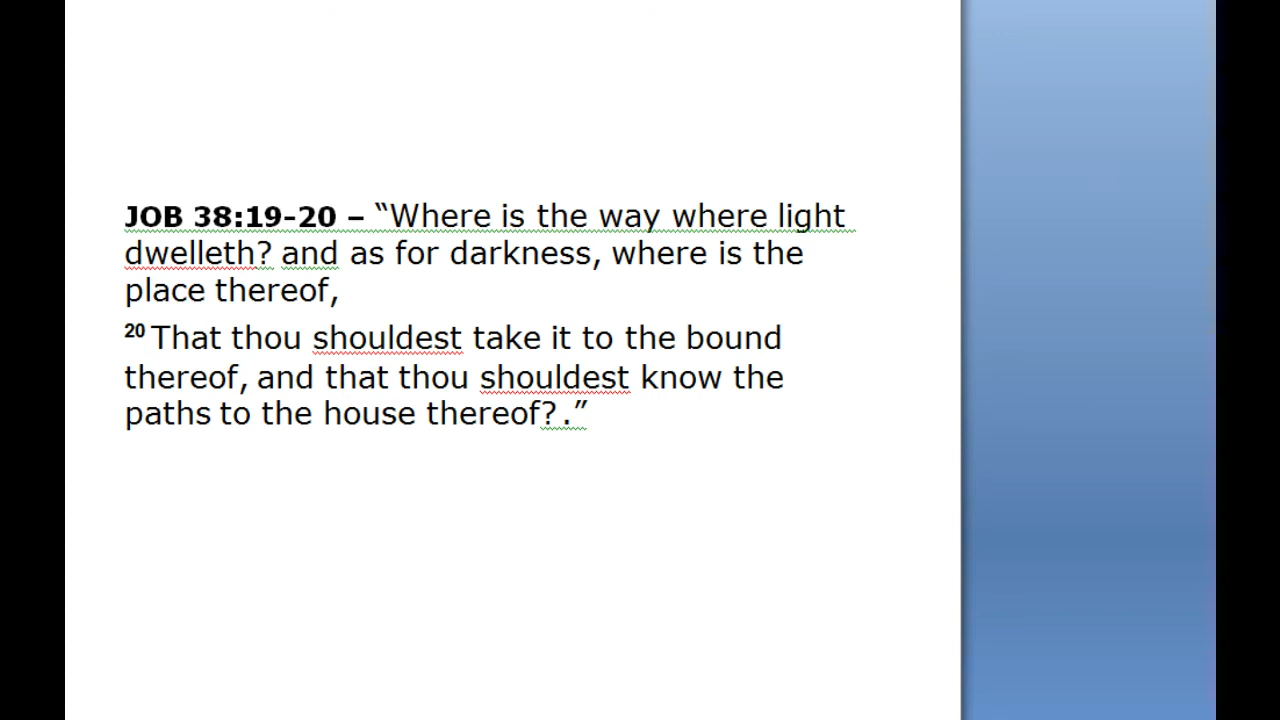 JOB 38:19-20 – “Where is the way where light
dwelleth? and as for darkness, where is the
place thereof,
20 That thou shouldest take it to the bound
thereof, and that thou shouldest know the
paths to the house thereof? .”